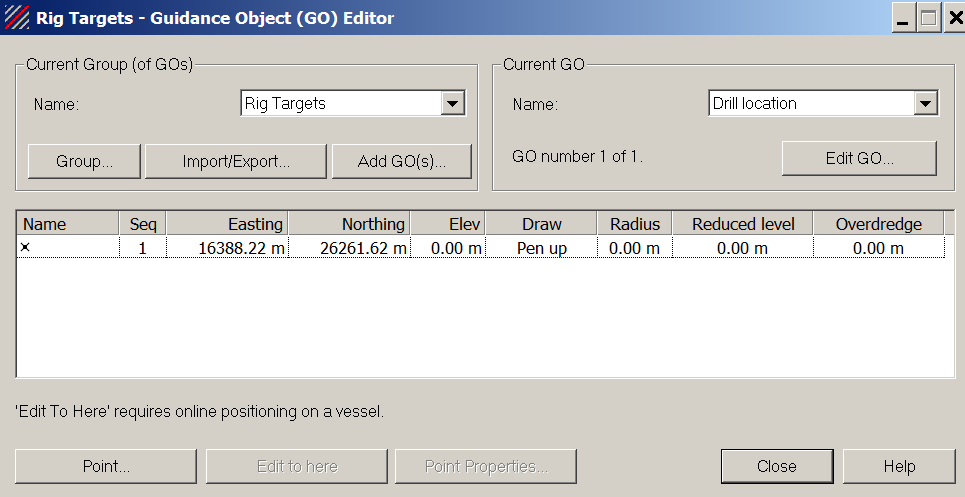 Rig Targets - Guidance Object (GO) Editor
Current Group (of GOs)
Name: Rig Targets
Group... Import/Export... Add GO(s)...
Current GO
Name: Drill location
GO number 1 of 1. Edit GO...
Name Seq Easting Northing Elev Draw Radius Reduced level Overdredge
1 16388.22 m 26261.62 m 0.00 m Pen up 0.00 m 0.00 m 0.00 m
'Edit To Here' requires online positioning on a vessel.
Point... Edit to here Point Properties... Close Help